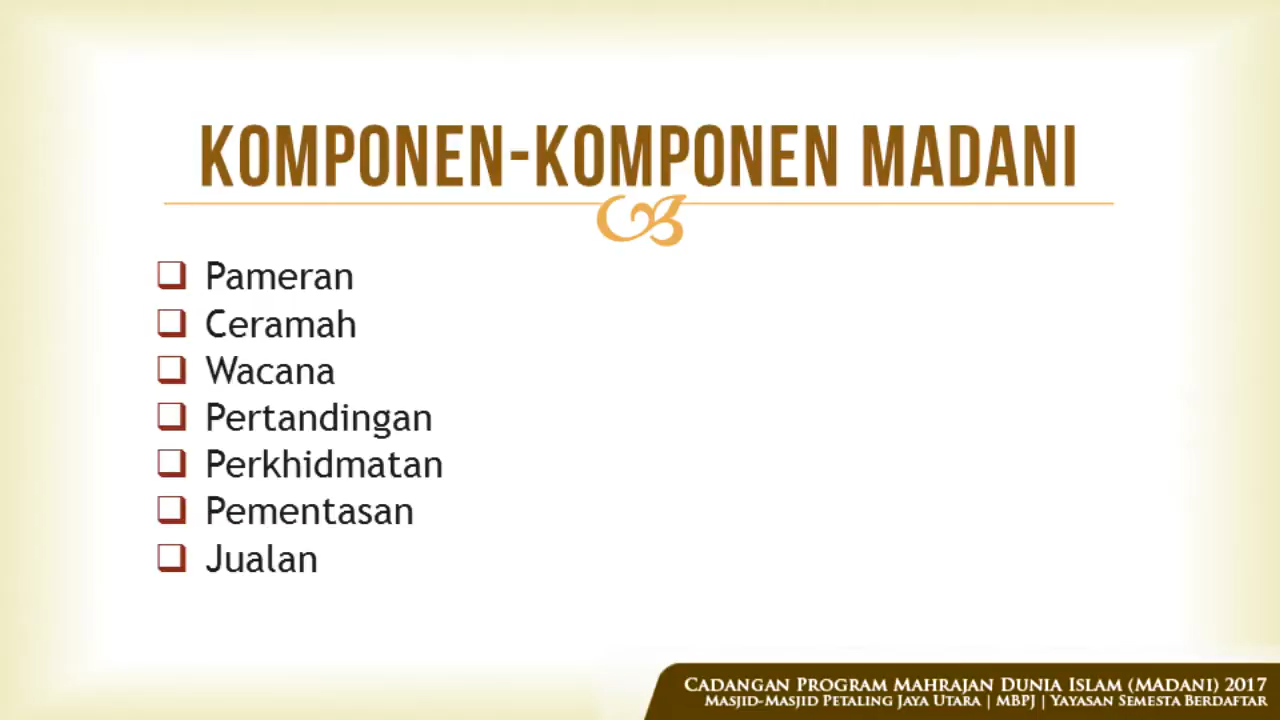 KOMPONEN-KOMPONEN MADANI
Pameran
Ceramah
Wacana
Pertandingan
Perkhidmatan
Pementasan
Jualan
CADANGAN PROGRAM MAHRAJAN DUNIA ISLAM (MADANI) 2017
MASJID-MASJID PETALING JAYA UTARA | MBPJ | YAYASAN SEMESTA BERDAFTAR